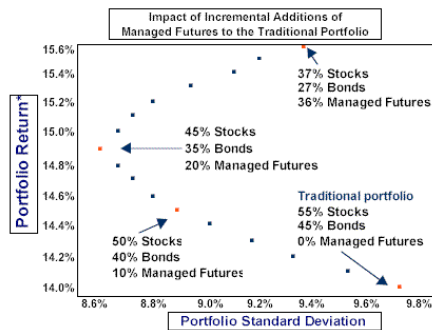 Impact of Incremental Additions of
Managed Futures to the Traditional Portfolio
Portfolio Return*
15.6%
15.4%
15.2%
15.0%
14.8%
14.6%
14.4%
14.2%
14.0%
37% Stocks
27% Bonds
36% Managed Futures
45% Stocks
35% Bonds
20% Managed Futures
Traditional portfolio
55% Stocks
45% Bonds
0% Managed Futures
50% Stocks
40% Bonds
10% Managed Futures
8.6% 8.8% 9.0% 9.2% 9.4% 9.6% 9.8%
Portfolio Standard Deviation